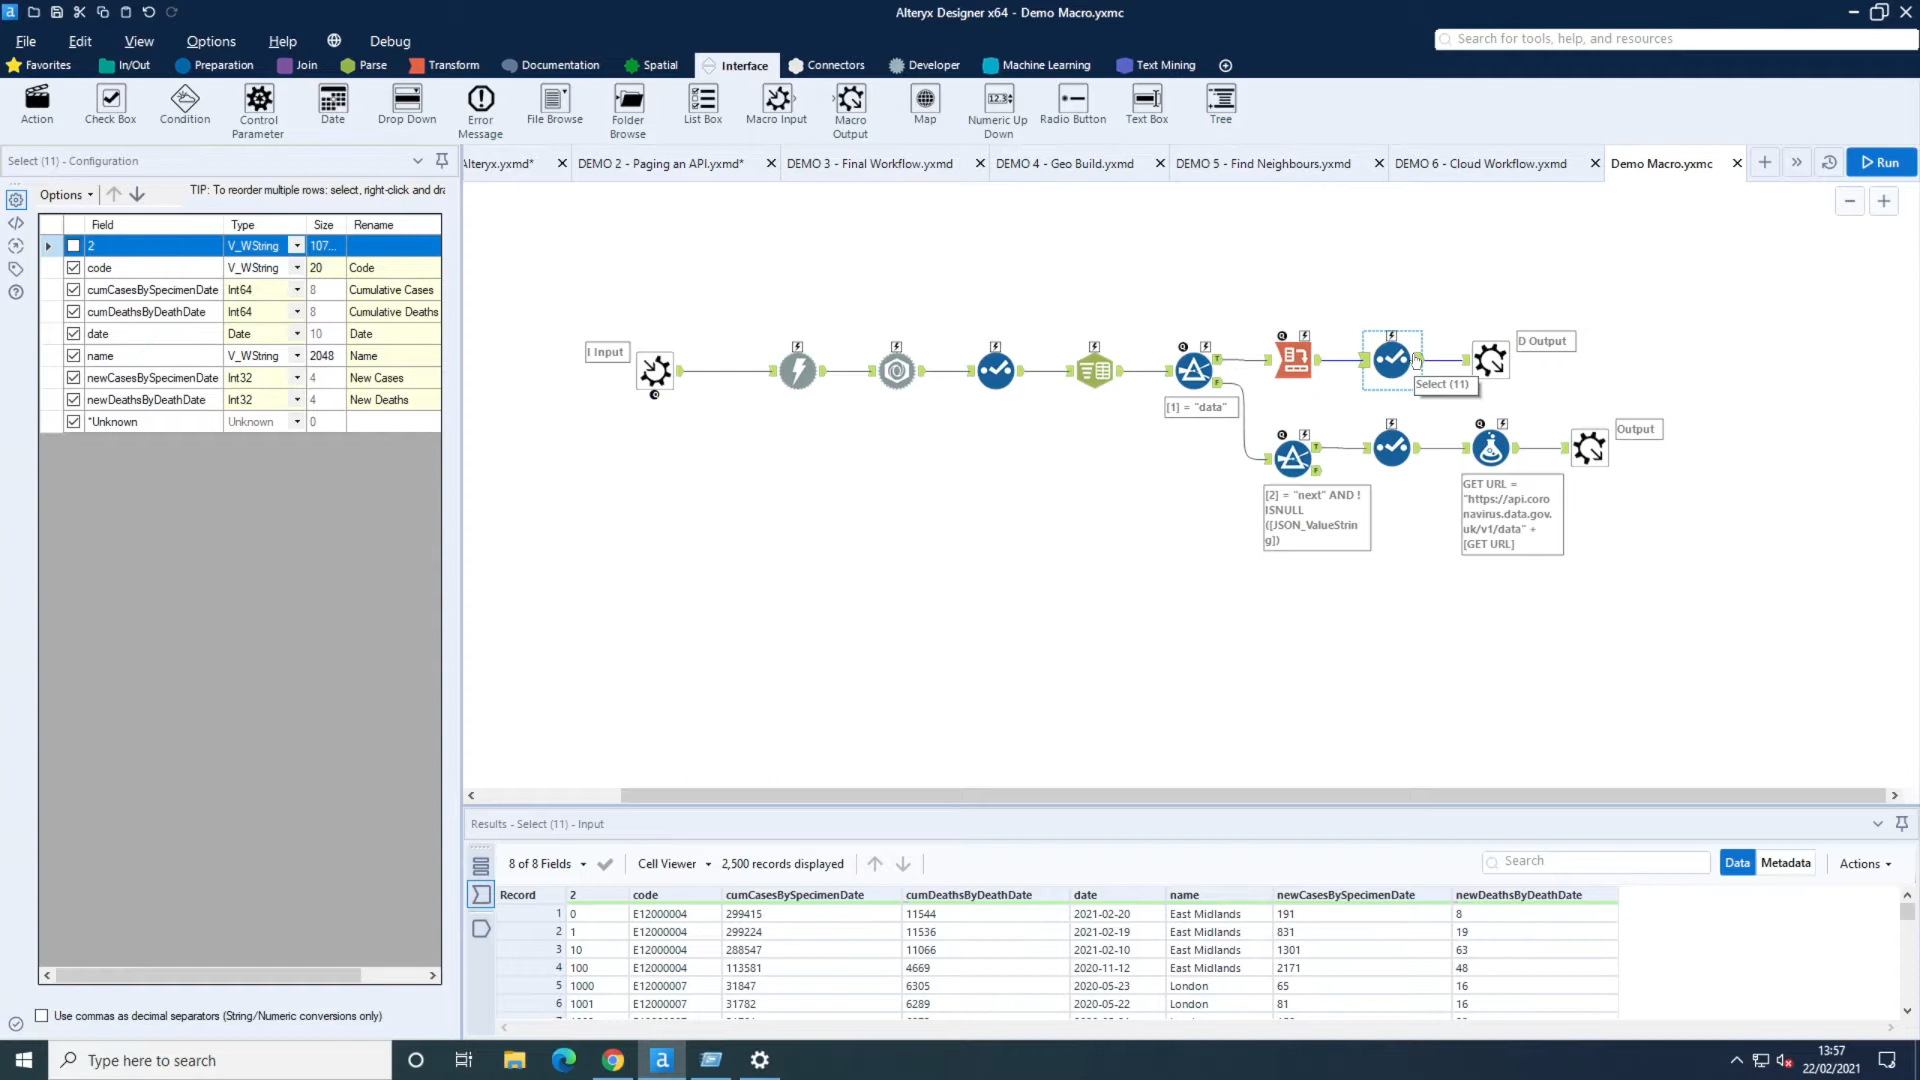 Alteryx Designer x64 - Demo Macro.yxmc
File Edit View Options Help Debug
Search for tools, help, and resources
Favorites In/Out Preparation Join Parse Transform Documentation Spatial Interface Connectors Developer Machine Learning Text Mining
Action Check Box Condition Control Parameter Date Drop Down Error Message File Browse Folder Browse List Box Macro Input Macro Output Map Numeric Up Down Radio Button Text Box Tree
Select (11) - Configuration
Alteryx.yxmd* DEMO 2 - Paging an API.yxmd* DEMO 3 - Final Workflow.yxmd DEMO 4 - Geo Build.yxmd DEMO 5 - Find Neighbours.yxmd DEMO 6 - Cloud Workflow.yxmd Demo Macro.yxmc Run
Options TIP: To reorder multiple rows: select, right-click and dra
Field Type Size Rename
2 V_WString 107...
code V_WString 20 Code
cumCasesBySpecimenDate Int64 8 Cumulative Cases
cumDeathsByDeathDate Int64 8 Cumulative Deaths
date Date 10 Date
name V_WString 2048 Name
newCasesBySpecimenDate Int32 4 New Cases
newDeathsByDeathDate Int32 4 New Deaths
*Unknown Unknown 0
Use commas as decimal separators (String/Numeric conversions only)
I Input
D Output
Select (11)
[1] = "data"
Output
[2] = "next" AND !
ISNULL
([JSON_ValueStrin
g])
GET URL =
"https://api.coro
navirus.data.gov.
uk/v1/data" +
[GET URL]
Results - Select (11) - Input
8 of 8 Fields Cell Viewer 2,500 records displayed Search Data Metadata Actions
Record 2 code cumCasesBySpecimenDate cumDeathsByDeathDate date name newCasesBySpecimenDate newDeathsByDeathDate
1 0 E12000004 299415 11544 2021-02-20 East Midlands 191 8
2 1 E12000004 299224 11536 2021-02-19 East Midlands 831 19
3 10 E12000004 288547 11066 2021-02-10 East Midlands 1301 63
4 100 E12000004 113581 4669 2020-11-12 East Midlands 2171 48
5 1000 E12000007 31847 6305 2020-05-23 London 65 16
6 1001 E12000007 31782 6289 2020-05-22 London 81 16
Type here to search
13:57
22/02/2021